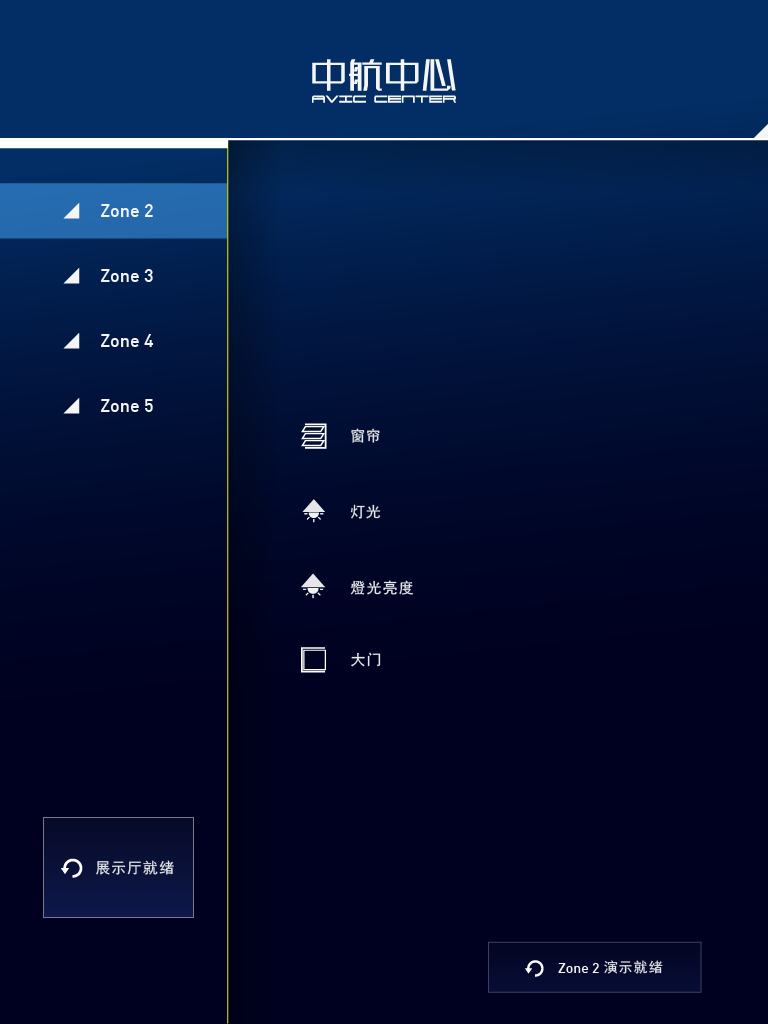 中航中心
AVIC CENTER
Zone 2
Zone 3
Zone 4
Zone 5
窗帘
灯光
燈光亮度
大门
展示厅就绪
Zone 2 演示就绪